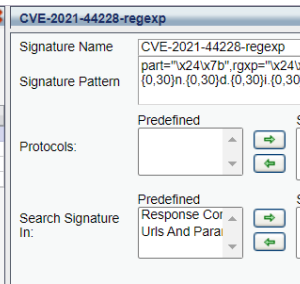 CVE-2021-44228-regexp
Signature Name
CVE-2021-44228-regexp
Signature Pattern
part="\x24\x7b",rgxp="\x24\x
{0,30}n.{0,30}d.{0,30}i.{0,30
Predefined
Protocols:
Predefined
Search Signature In:
Response Con
Urls And Para